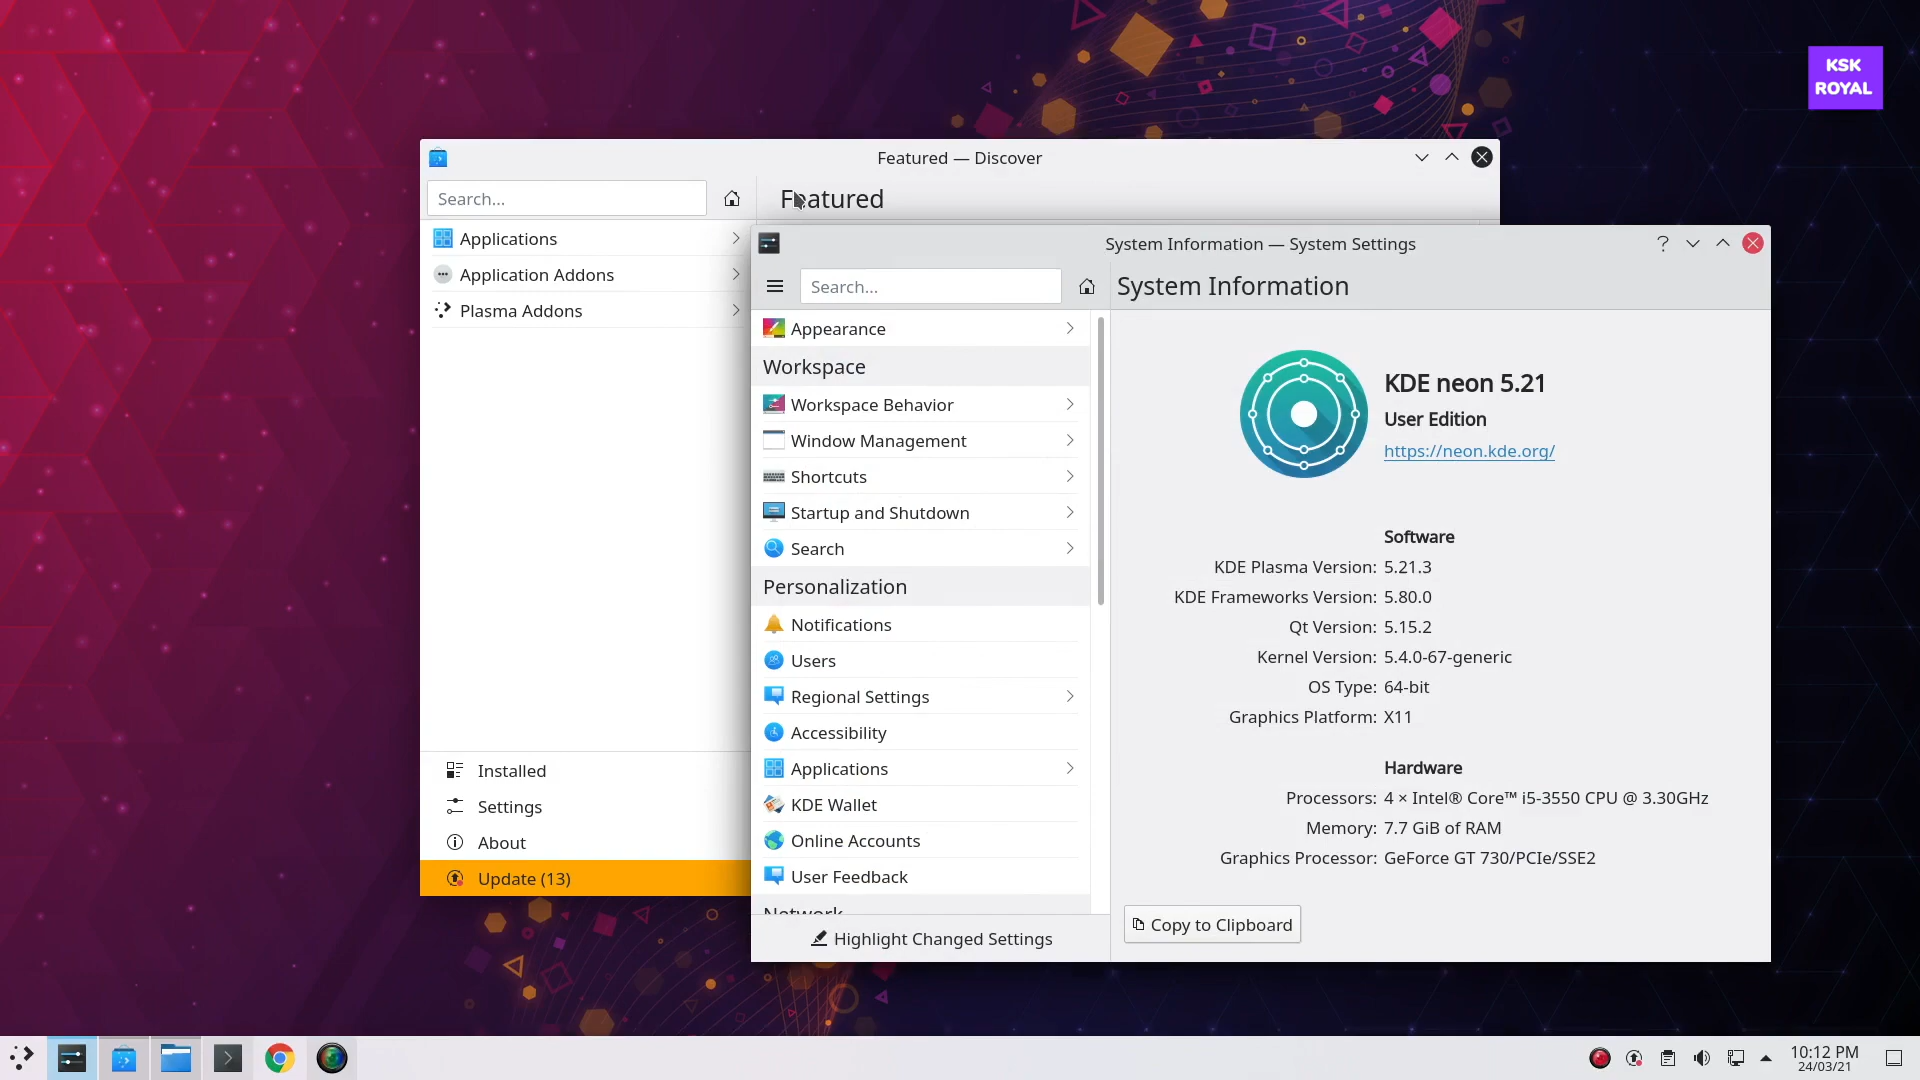 KSK
ROYAL
Featured — Discover
Search...
Featured
Applications
Application Addons
Plasma Addons
Installed
Settings
About
Update (13)
System Information — System Settings
Search...
System Information
Appearance
Workspace
Workspace Behavior
Window Management
Shortcuts
Startup and Shutdown
Search
Personalization
Notifications
Users
Regional Settings
Accessibility
Applications
KDE Wallet
Online Accounts
User Feedback
Network
Highlight Changed Settings
KDE neon 5.21
User Edition
https://neon.kde.org/
Software
KDE Plasma Version: 5.21.3
KDE Frameworks Version: 5.80.0
Qt Version: 5.15.2
Kernel Version: 5.4.0-67-generic
OS Type: 64-bit
Graphics Platform: X11
Hardware
Processors: 4 × Intel® Core™ i5-3550 CPU @ 3.30GHz
Memory: 7.7 GiB of RAM
Graphics Processor: GeForce GT 730/PCIe/SSE2
Copy to Clipboard
10:12 PM
24/03/21